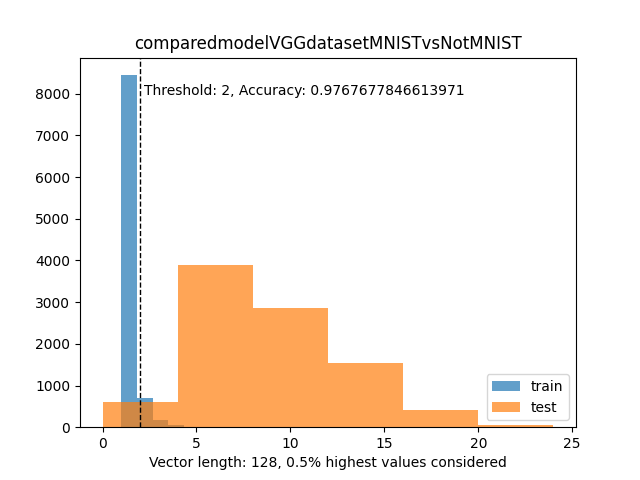 comparedmodelVGGdatasetMNISTvsNotMNIST
Threshold: 2, Accuracy: 0.9767677846613971
8000
7000
6000
5000
4000
3000
2000
1000
0
train
test
0 5 10 15 20 25
Vector length: 128, 0.5% highest values considered